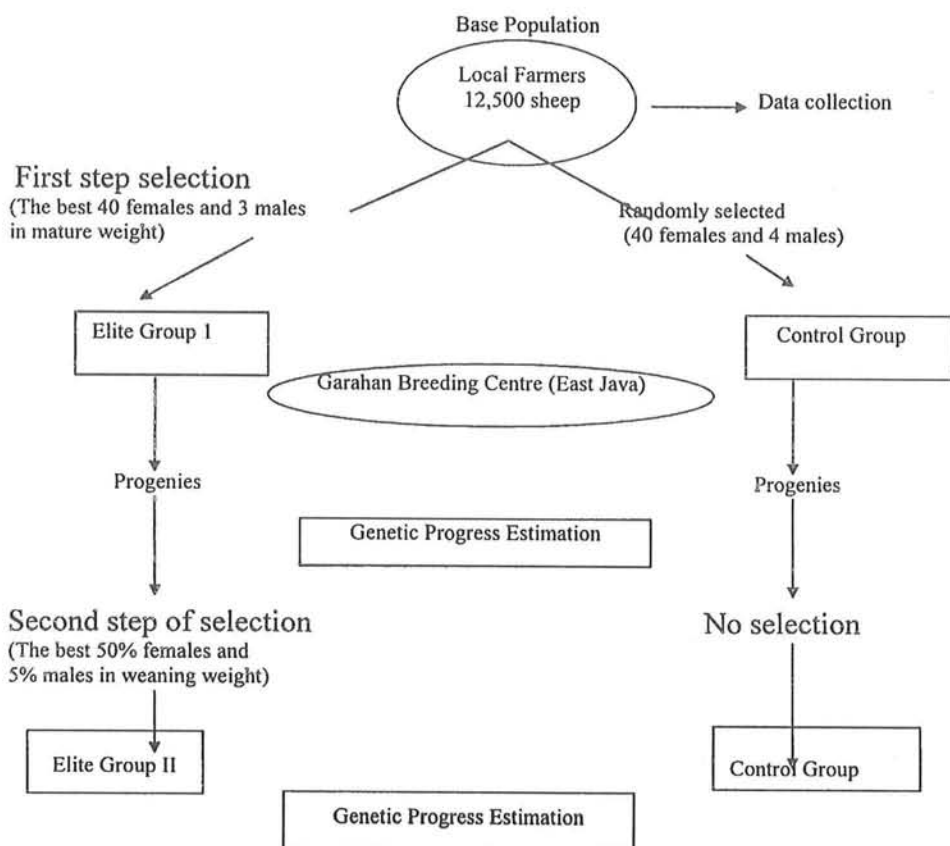 Base Population
Local Farmers
12,500 sheep
Data collection
First step selection
(The best 40 females and 3 males
in mature weight)
Randomly selected
(40 females and 4 males)
Elite Group 1
Control Group
Garahan Breeding Centre (East Java)
Progenies
Progenies
Genetic Progress Estimation
Second step of selection
(The best 50% females and
5% males in weaning weight)
No selection
Elite Group II
Control Group
Genetic Progress Estimation